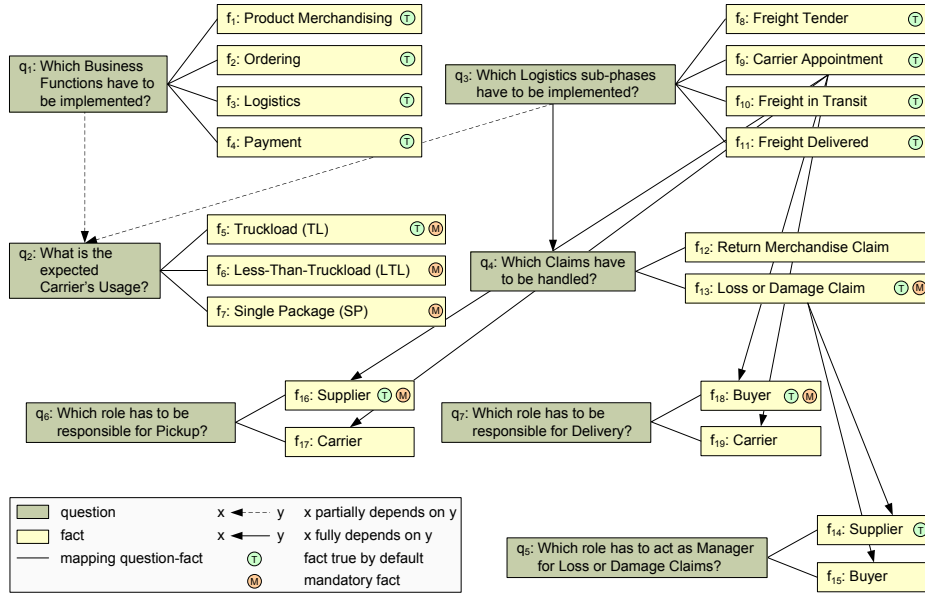 q1: Which Business
Functions have to
be implemented?
f1: Product Merchandising T
f2: Ordering T
f3: Logistics T
f4: Payment T
q3: Which Logistics sub-phases
have to be implemented?
f8: Freight Tender T
f9: Carrier Appointment T
f10: Freight in Transit T
f11: Freight Delivered T
q2: What is the
expected
Carrier's Usage?
f5: Truckload (TL) T M
f6: Less-Than-Truckload (LTL) M
f7: Single Package (SP) M
q4: Which Claims have
to be handled?
f12: Return Merchandise Claim
f13: Loss or Damage Claim T M
q6: Which role has to be
responsible for Pickup?
f16: Supplier T M
f17: Carrier
q7: Which role has to be
responsible for Delivery?
f18: Buyer T M
f19: Carrier
q5: Which role has to act as Manager
for Loss or Damage Claims?
f14: Supplier T
f15: Buyer
question
fact
mapping question-fact
x y x partially depends on y
x y x fully depends on y
T fact true by default
M mandatory fact